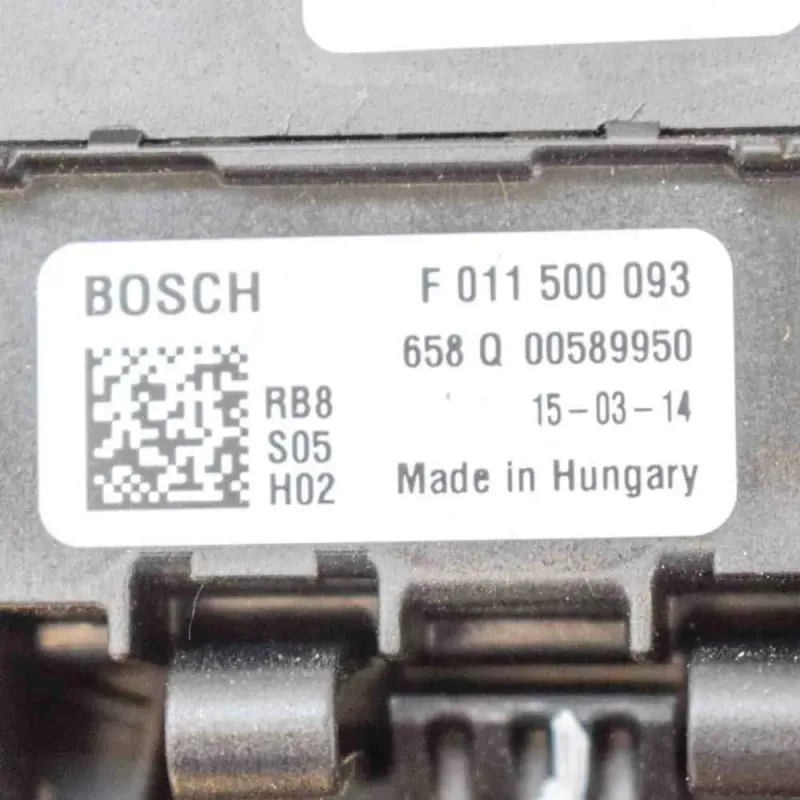 BOSCH
F 011 500 093
658 Q 00589950
RB8
15-03-14
S05
Made in Hungary
H02